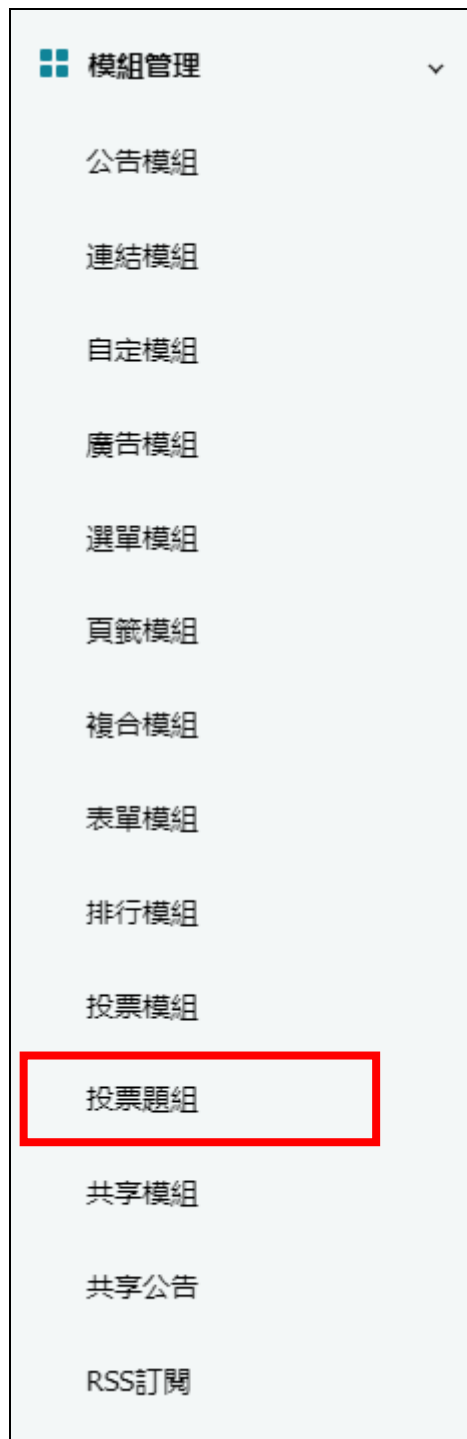 模組管理
公告模組
連結模組
自定模組
廣告模組
選單模組
頁籤模組
複合模組
表單模組
排行模組
投票模組
投票題組
共享模組
共享公告
RSS訂閱